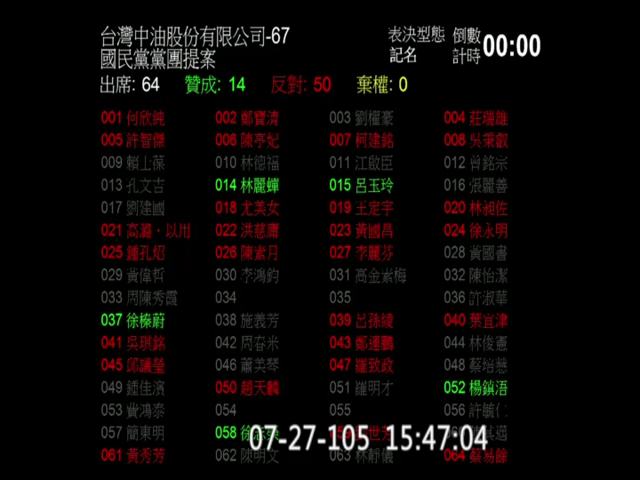 台灣中油股份有限公司-67
國民黨黨團提案
表決型態 記名
倒數計時 00:00
出席: 64 贊成: 14 反對: 50 棄權: 0
001 何欣純 002 鄭寶清 003 劉櫂豪 004 莊瑞雄
005 許智傑 006 陳亭妃 007 柯建銘 008 吳秉叡
009 賴士葆 010 林德福 011 江啟臣 012 曾銘宗
013 孔文吉 014 林麗蟬 015 呂玉玲 016 張麗善
017 劉建國 018 尤美女 019 王定宇 020 林昶佐
021 高潞．以用 022 洪慈庸 023 黃國昌 024 徐永明
025 鍾孔炤 026 陳素月 027 李麗芬 028 黃國書
029 黃偉哲 030 李鴻鈞 031 高金素梅 032 陳怡潔
033 周陳秀霞 034 035 036 許淑華
037 徐榛蔚 038 施義芳 039 呂孫綾 040 葉宜津
041 吳琪銘 042 周春米 043 鄭運鵬 044 林俊憲
045 邱議瑩 046 蕭美琴 047 羅致政 048 蔡培慧
049 鍾佳濱 050 趙天麟 051 羅明才 052 楊鎮浯
053 費鴻泰 054 055 056 許毓仁
057 簡東明 058 徐志榮
07-27-105 15:47:04
061 黃秀芳 062 陳明文 063 林靜儀 064 蔡易餘